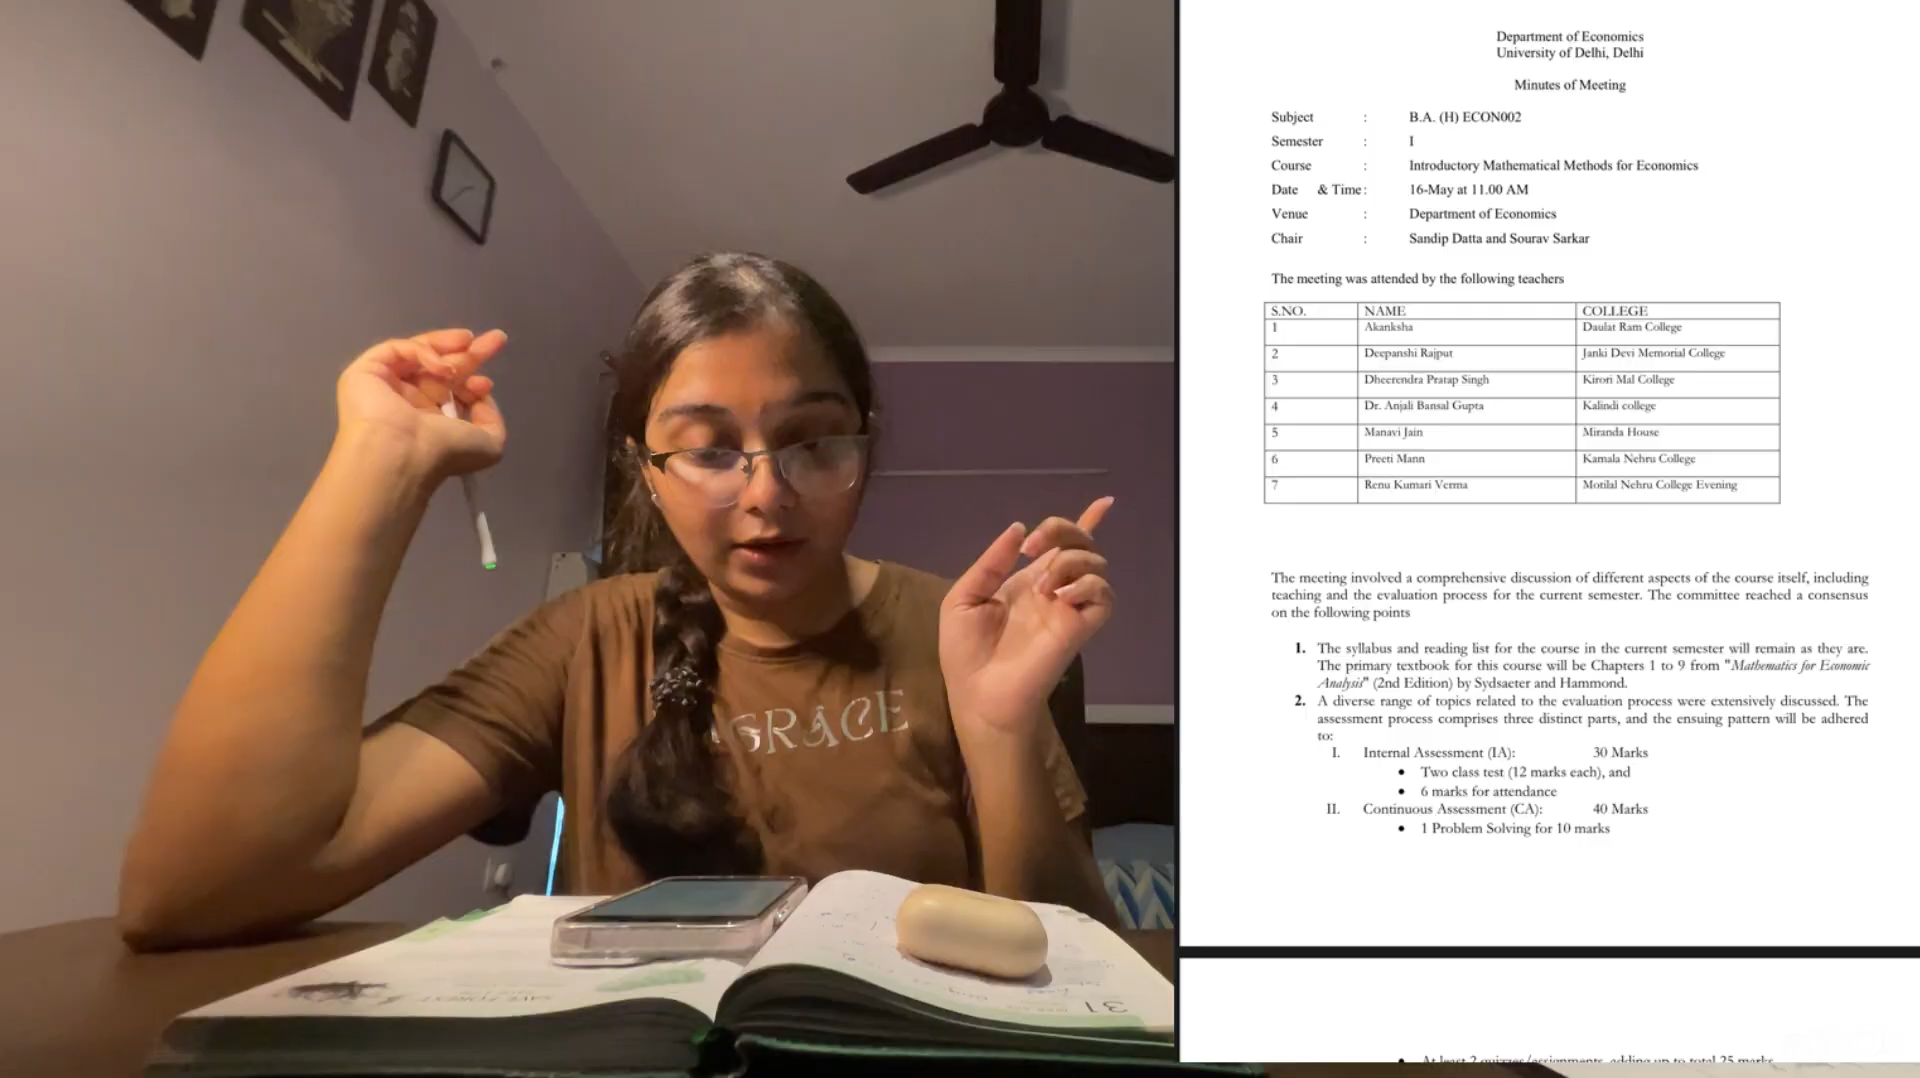 Department of Economics
University of Delhi, Delhi
Minutes of Meeting
Subject : B.A. (H) ECON002
Semester : I
Course : Introductory Mathematical Methods for Economics
Date & Time : 16-May at 11.00 AM
Venue : Department of Economics
Chair : Sandip Datta and Sourav Sarkar
The meeting was attended by the following teachers
S.NO. NAME COLLEGE
1 Akanksha Daulat Ram College
2 Deepanshi Rajput Janki Devi Memorial College
3 Dheerendra Pratap Singh Kirori Mal College
4 Dr. Anjali Bansal Gupta Kalindi college
5 Manavi Jain Miranda House
6 Preeti Mann Kamala Nehru College
7 Renu Kumari Verma Motilal Nehru College Evening
The meeting involved a comprehensive discussion of different aspects of the course itself, including
teaching and the evaluation process for the current semester. The committee reached a consensus
on the following points
1. The syllabus and reading list for the course in the current semester will remain as they are.
The primary textbook for this course will be Chapters 1 to 9 from "Mathematics for Economic
Analysis" (2nd Edition) by Sydsaeter and Hammond.
2. A diverse range of topics related to the evaluation process were extensively discussed. The
assessment process comprises three distinct parts, and the ensuing pattern will be adhered
to:
I. Internal Assessment (IA): 30 Marks
• Two class test (12 marks each), and
• 6 marks for attendance
II. Continuous Assessment (CA): 40 Marks
• 1 Problem Solving for 10 marks
• At least 2 quizzes/assignments, adding up to total 25 marks
GRACE
31